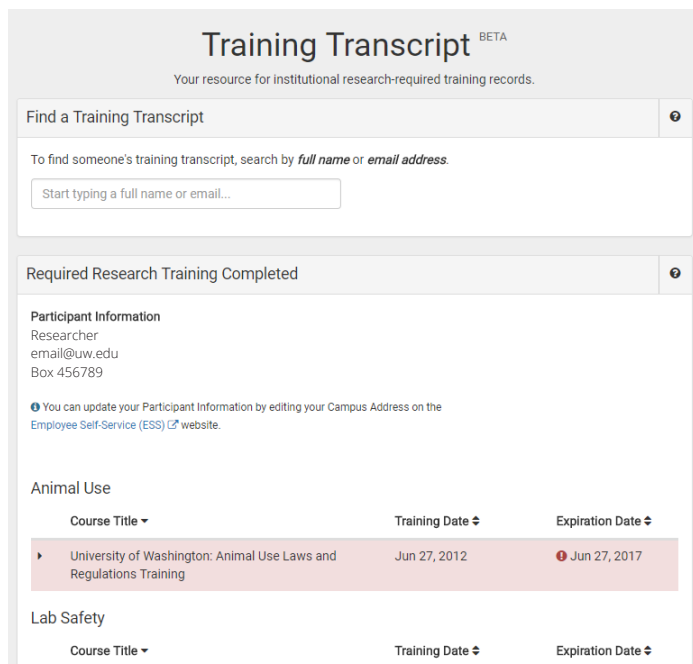 Training Transcript BETA
Your resource for institutional research-required training records.
Find a Training Transcript
To find someone's training transcript, search by full name or email address.
Start typing a full name or email...
Required Research Training Completed
Participant Information
Researcher
email@uw.edu
Box 456789
You can update your Participant Information by editing your Campus Address on the
Employee Self-Service (ESS) website.
Animal Use
Course Title Training Date Expiration Date
University of Washington: Animal Use Laws and Jun 27, 2012 Jun 27, 2017
Regulations Training
Lab Safety
Course Title Training Date Expiration Date